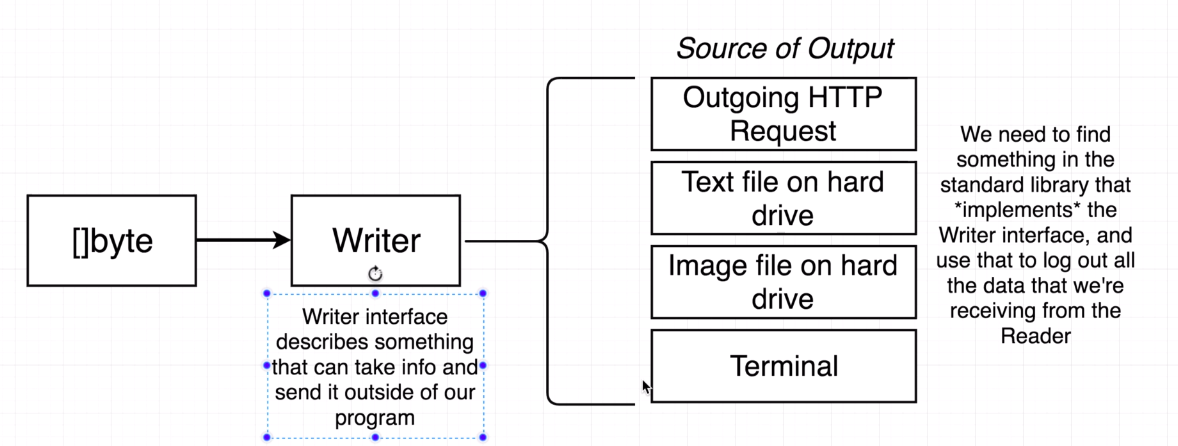 Source of Output
Outgoing HTTP
Request
Text file on hard
drive
Image file on hard
drive
Terminal
[]byte
Writer
Writer interface
describes something
that can take info and
send it outside of our
program
We need to find
something in the
standard library that
*implements* the
Writer interface, and
use that to log out all
the data that we're
receiving from the
Reader